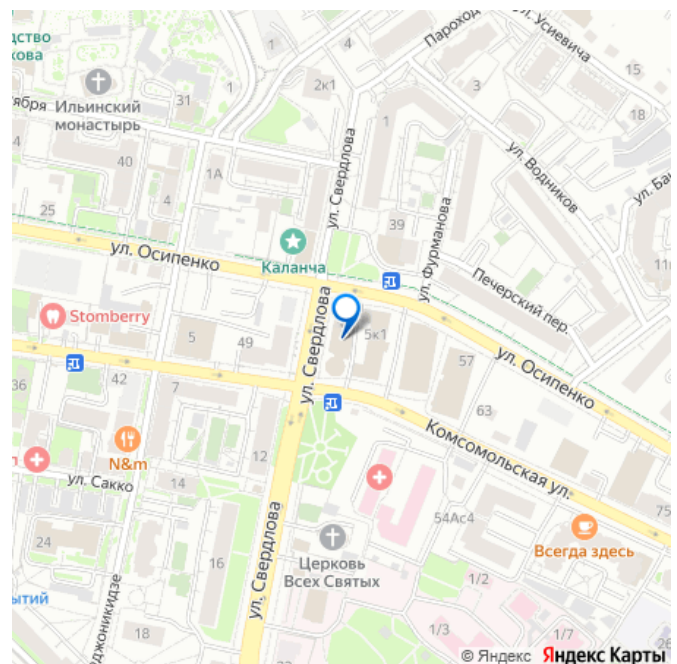 дство
хова
ября
Ильинский
монастырь
31
1
1
4
2к1
Пароход
ул. Усиевича
15
3
18
ул. Водников
ул. Ба
11
ул. Свердлова
1
40
1А
4
25
39
ул. Фурманова
Печерский пер.
Каланча
ул. Осипенко
ул. Осипенко
Stomberry
5
49
ул. Свердлова
5к1
57
63
36
42
7
Комсомольская ул.
N&m
12
л
ул. Сакко
14
54Ас4
75
24
ул. Свердлова
16
Церковь
Всех Святых
Всегда здесь
1/2
ытий
джоникидзе
18
1/3
1/7
26
© Яндекс Яндекс Карты